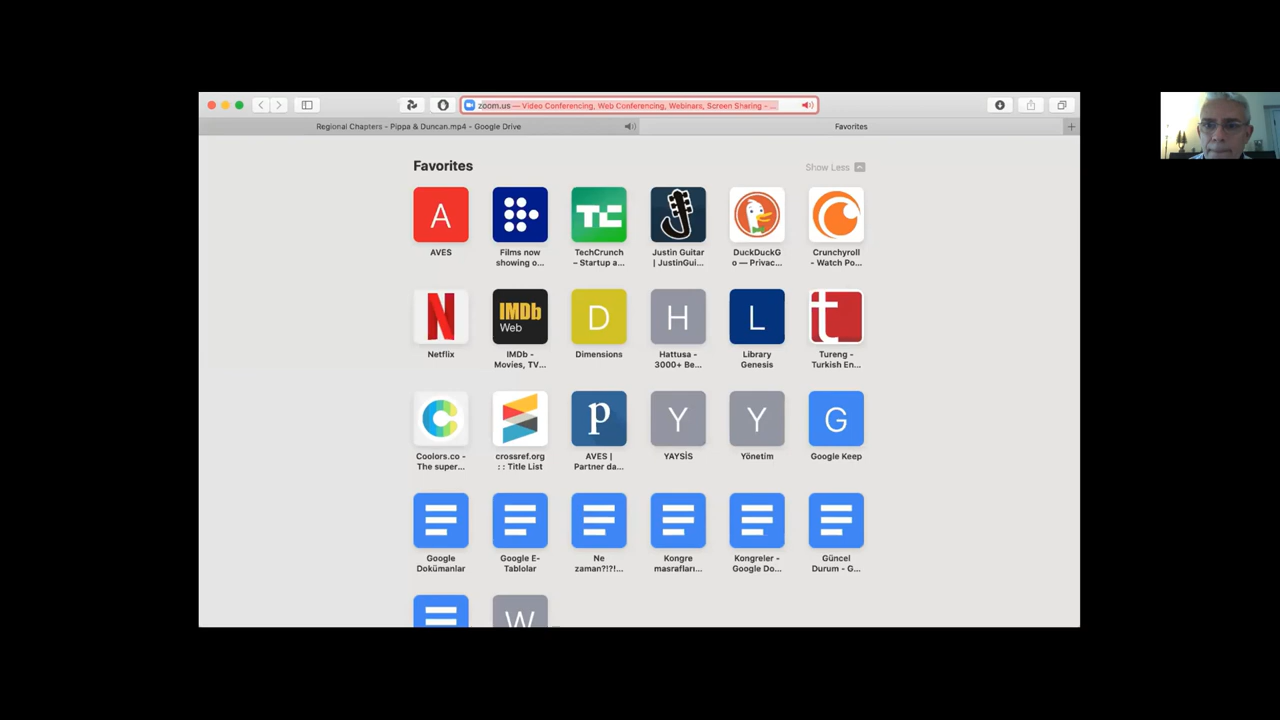 zoom.us — Video Conferencing, Web Conferencing, Webinars, Screen Sharing - ...
Regional Chapters - Pippa & Duncan.mp4 - Google Drive
Favorites
Favorites
Show Less
A
TC
AVES
Films now
showing o...
TechCrunch
– Startup a...
Justin Guitar
| JustinGui...
DuckDuckG
o — Privac...
Crunchyroll
- Watch Po...
N
IMDb
Web
D
H
L
t
Netflix
IMDb -
Movies, TV...
Dimensions
Hattusa -
3000+ Be...
Library
Genesis
Tureng -
Turkish En...
C
p
Y
Y
G
Coolors.co -
The super...
crossref.org
: : Title List
AVES |
Partner da...
YAYSİS
Yönetim
Google Keep
Google
Dokümanlar
Google E-
Tablolar
Ne
zaman?!?!...
Kongre
masrafları...
Kongreler -
Google Do...
Güncel
Durum - G...
W